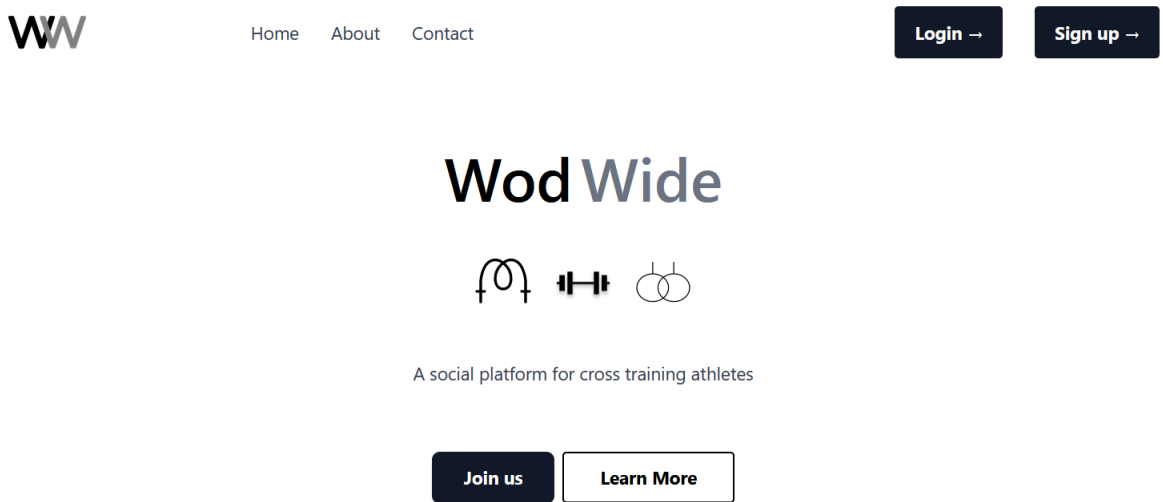 WW
Home About Contact Login → Sign up →
Wod Wide
A social platform for cross training athletes
Join us Learn More